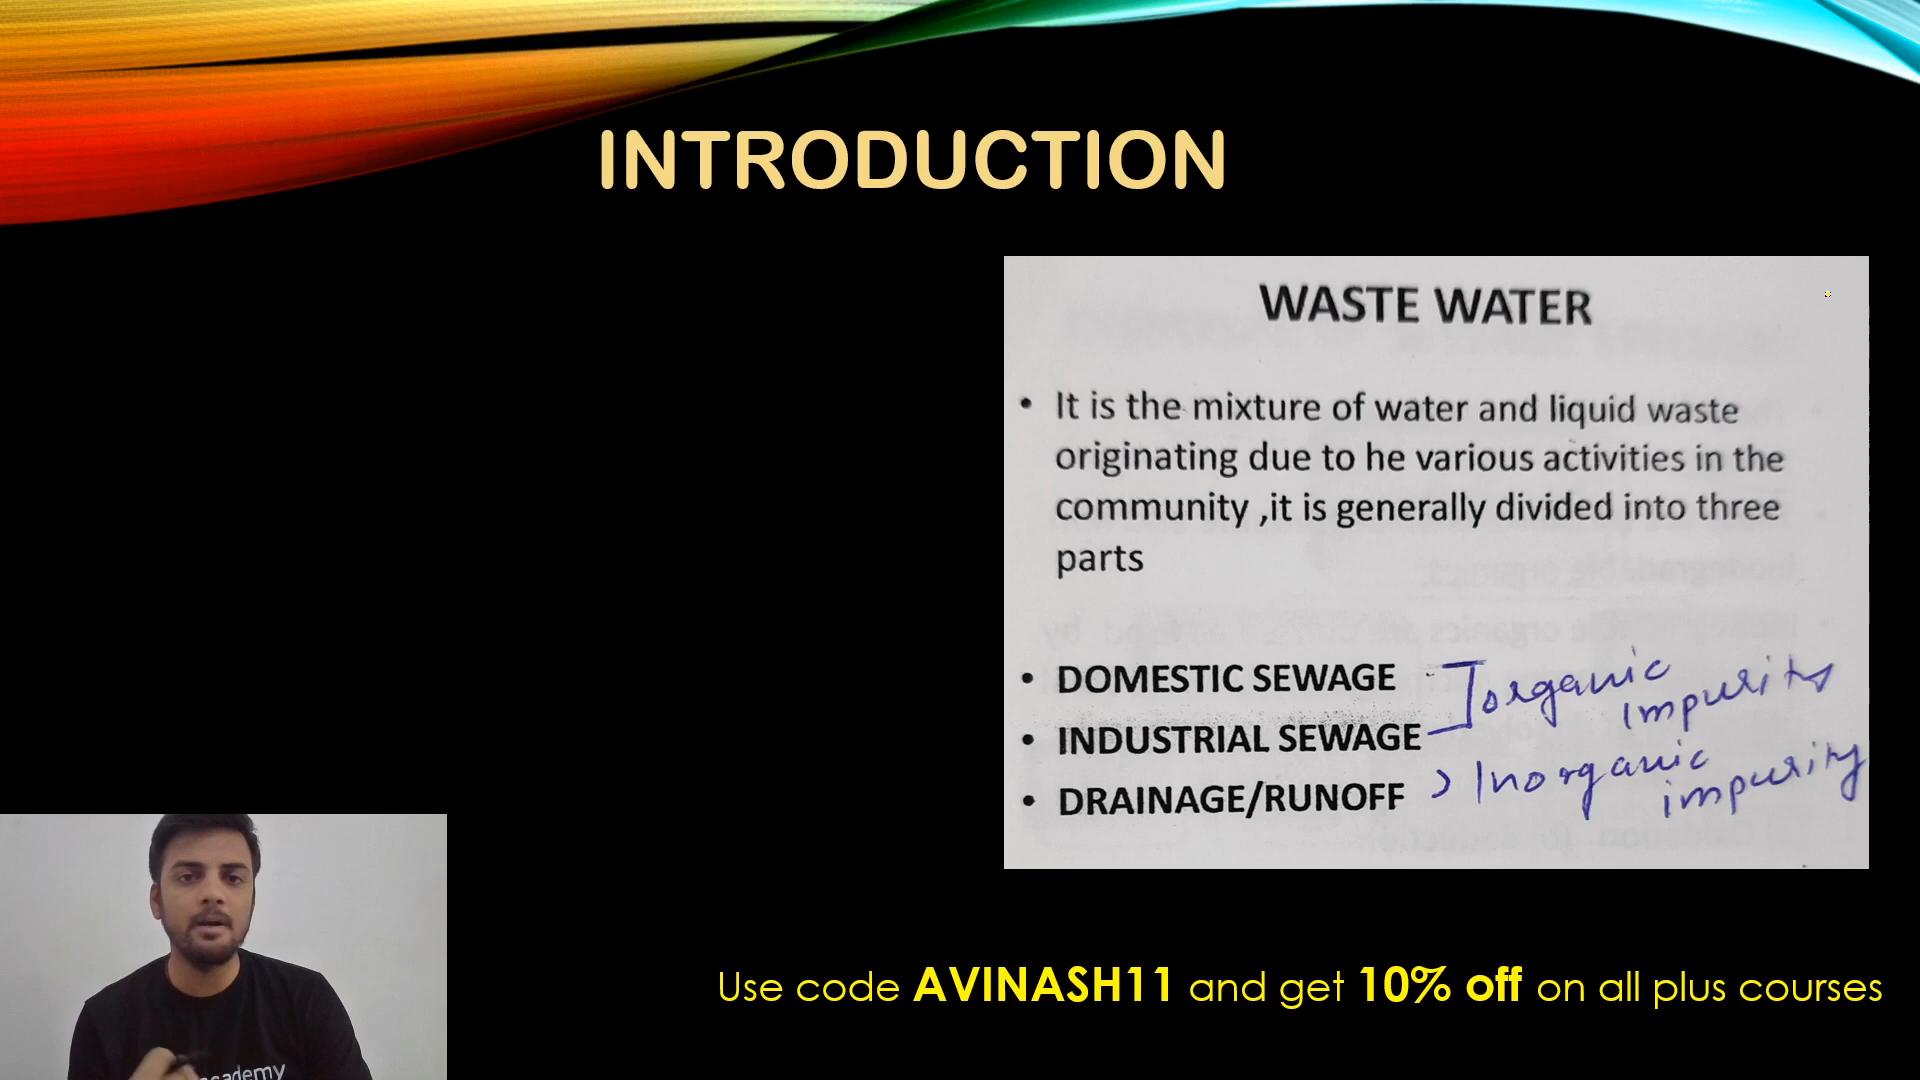 INTRODUCTION
WASTE WATER
• It is the mixture of water and liquid waste
originating due to he various activities in the
community ,it is generally divided into three
parts
• DOMESTIC SEWAGE organic
impurity
• INDUSTRIAL SEWAGE
• DRAINAGE/RUNOFF > Inorganic
impurity
Use code AVINASH11 and get 10% off on all plus courses